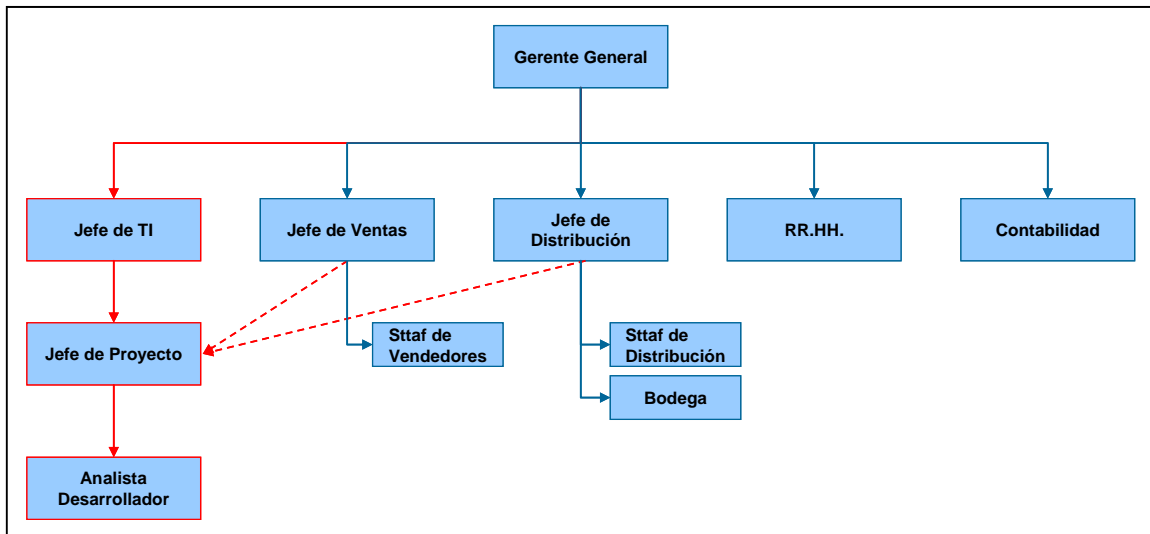 Gerente General
Jefe de TI
Jefe de Ventas
Jefe de
Distribución
RR.HH.
Contabilidad
Jefe de Proyecto
Sttaf de
Vendedores
Sttaf de
Distribución
Bodega
Analista
Desarrollador